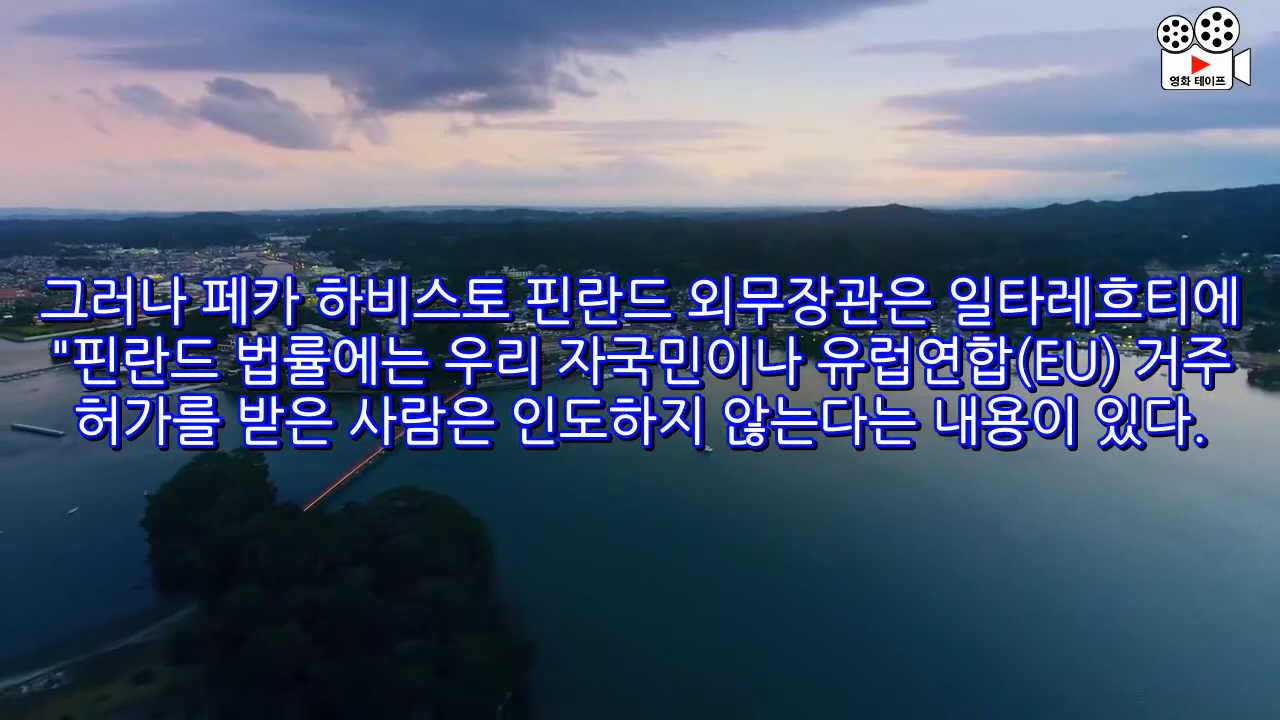 영화 테이프
그러나 페카 하비스토 핀란드 외무장관은 일타레흐티에
"핀란드 법률에는 우리 자국민이나 유럽연합(EU) 거주
허가를 받은 사람은 인도하지 않는다는 내용이 있다.